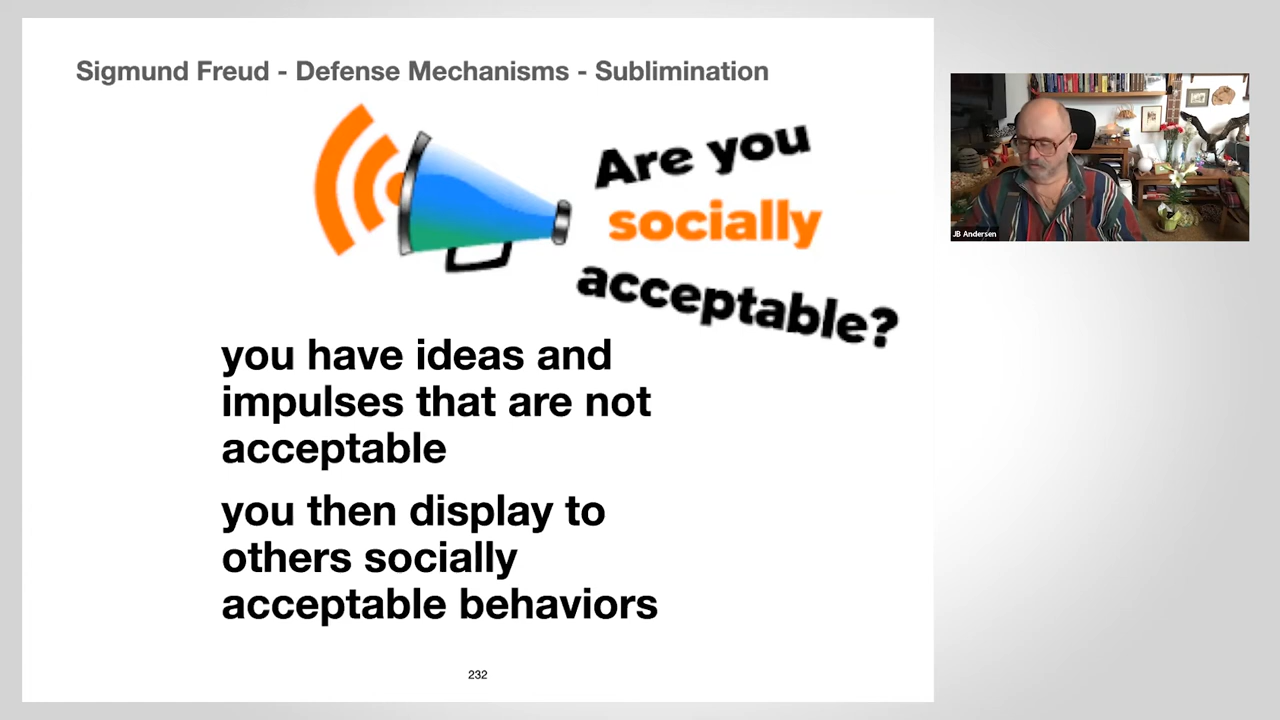 Sigmund Freud - Defense Mechanisms - Sublimination
Are you
socially
acceptable?
you have ideas and
impulses that are not
acceptable
you then display to
others socially
acceptable behaviors
232
JB Andersen